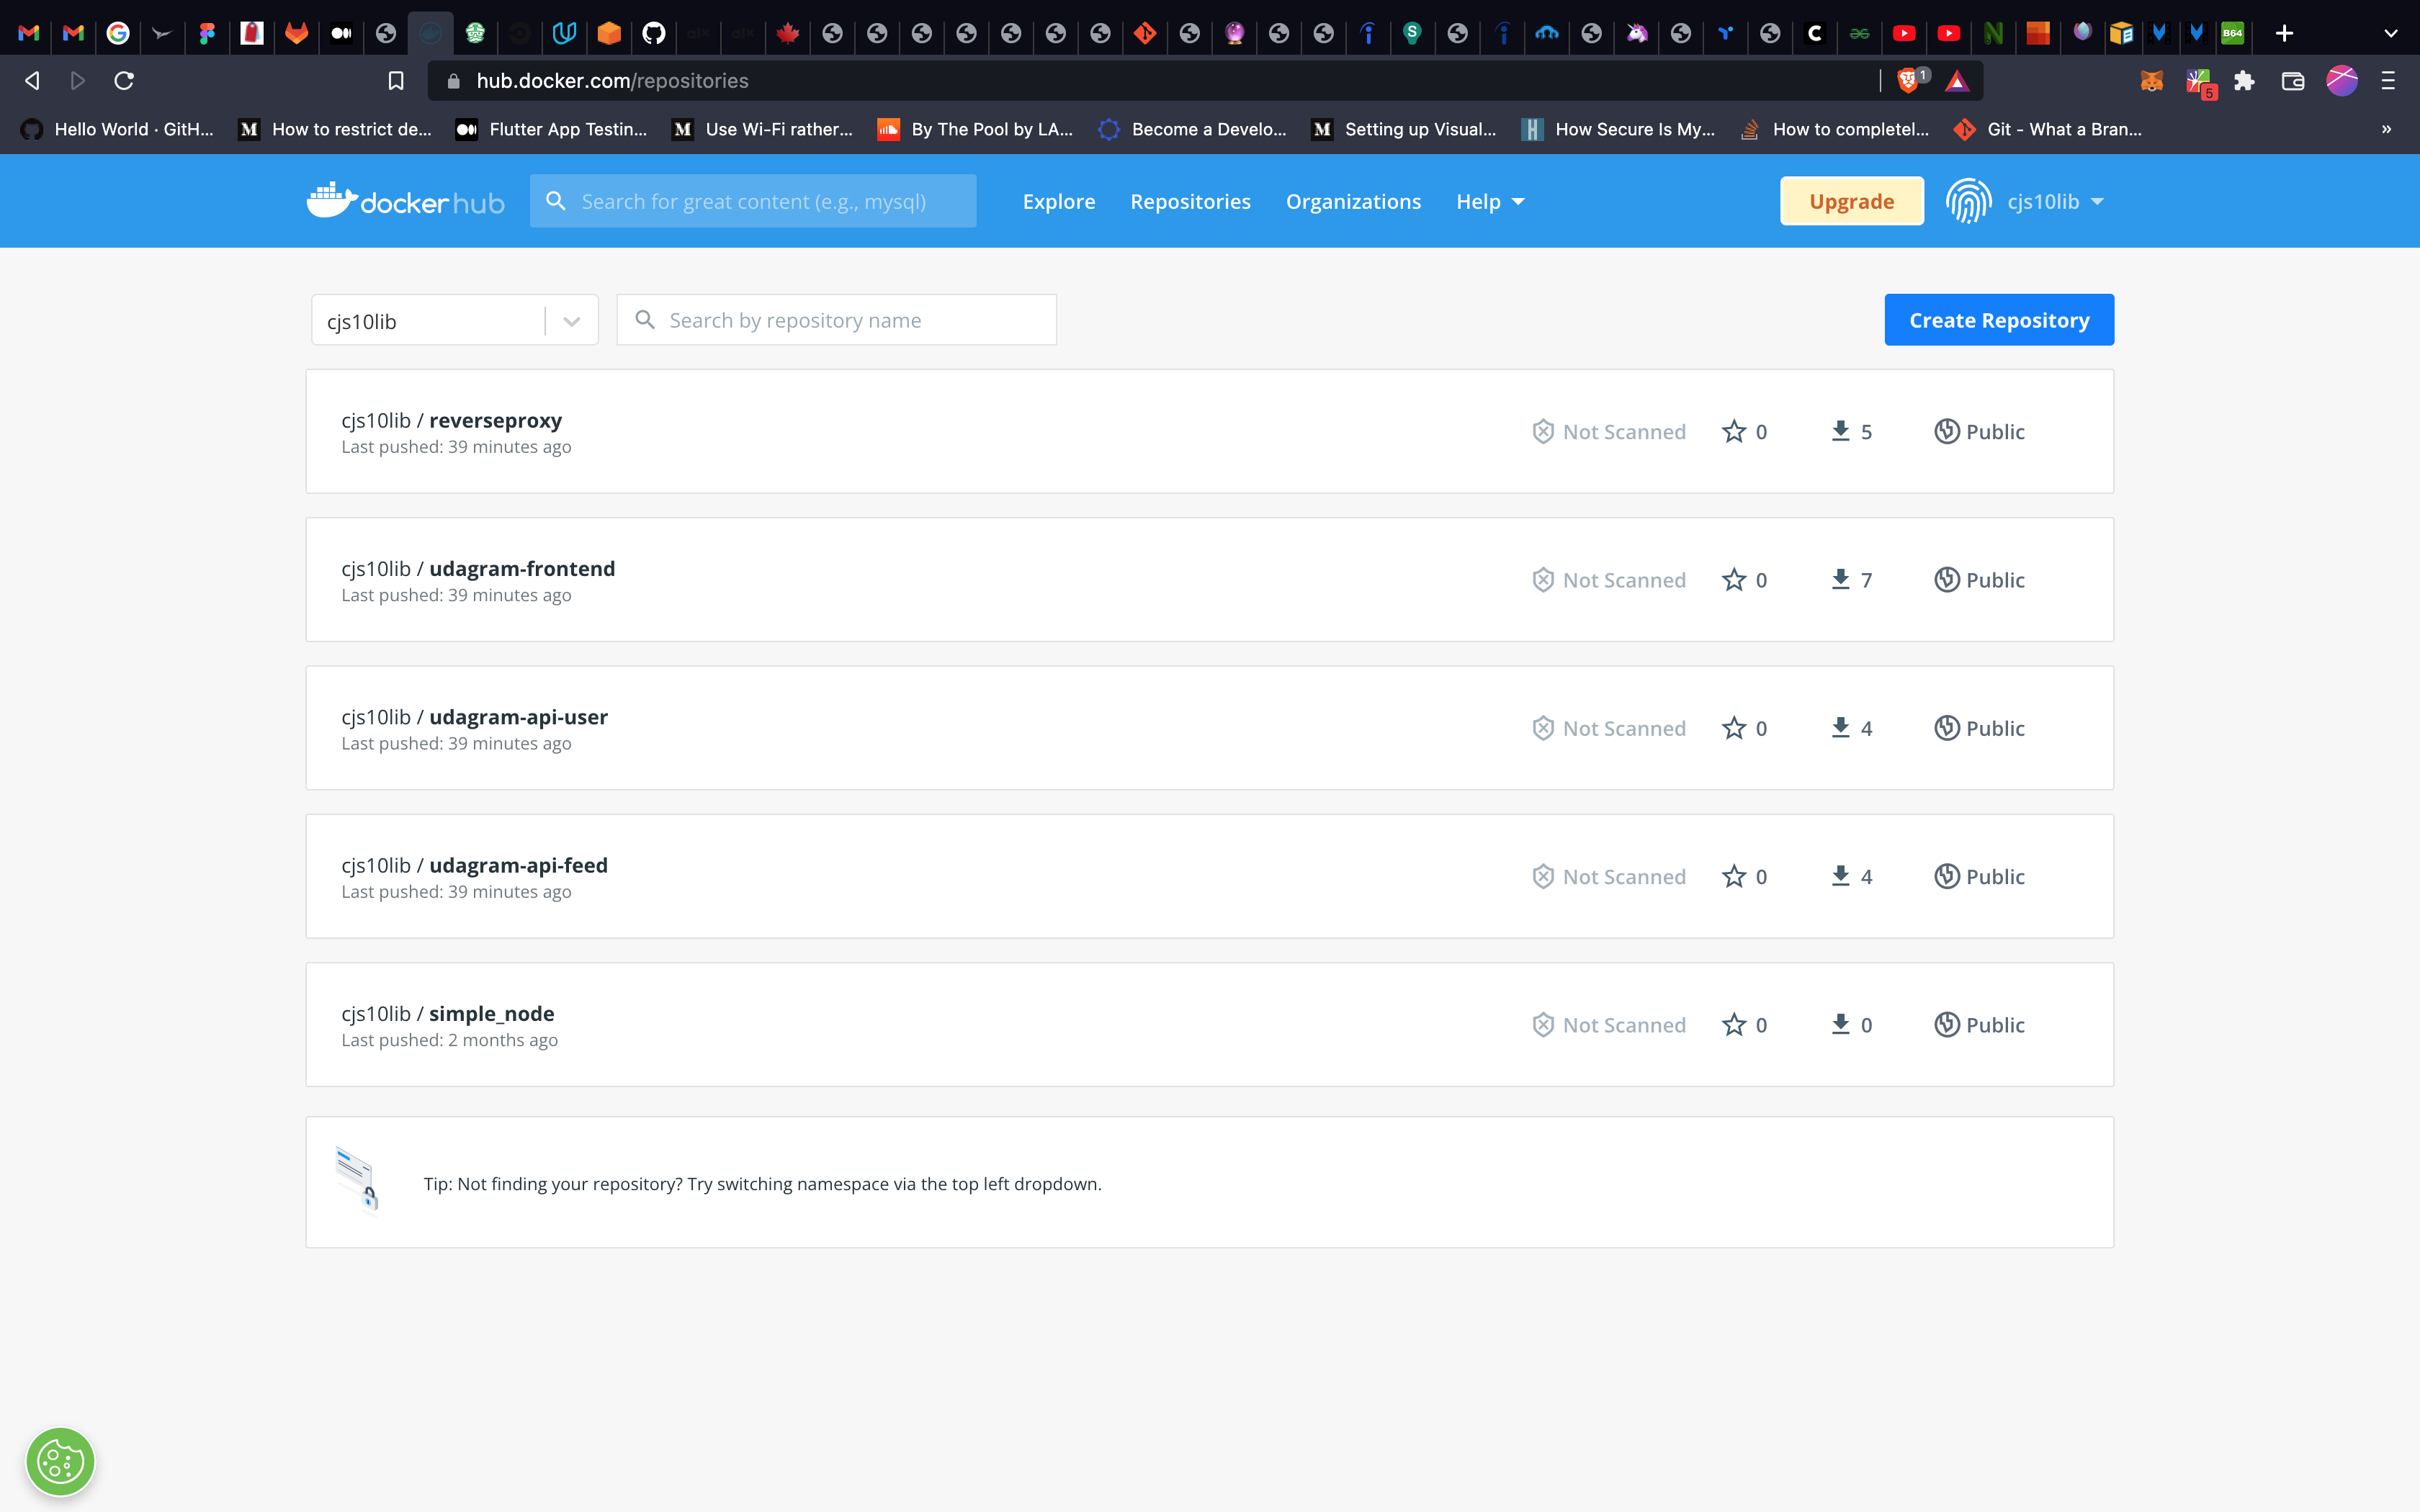 B64
hub.docker.com/repositories
1
5
Hello World · GitH...
How to restrict de...
Flutter App Testin...
Use Wi-Fi rather...
By The Pool by LA...
Become a Develo...
Setting up Visual...
How Secure Is My...
How to completel...
Git - What a Bran...
»
docker hub
Search for great content (e.g., mysql)
Explore
Repositories
Organizations
Help
Upgrade
cjs10lib
cjs10lib
Search by repository name
Create Repository
cjs10lib / reverseproxy
Last pushed: 39 minutes ago
Not Scanned
0
5
Public
cjs10lib / udagram-frontend
Last pushed: 39 minutes ago
Not Scanned
0
7
Public
cjs10lib / udagram-api-user
Last pushed: 39 minutes ago
Not Scanned
0
4
Public
cjs10lib / udagram-api-feed
Last pushed: 39 minutes ago
Not Scanned
0
4
Public
cjs10lib / simple_node
Last pushed: 2 months ago
Not Scanned
0
0
Public
Tip: Not finding your repository? Try switching namespace via the top left dropdown.